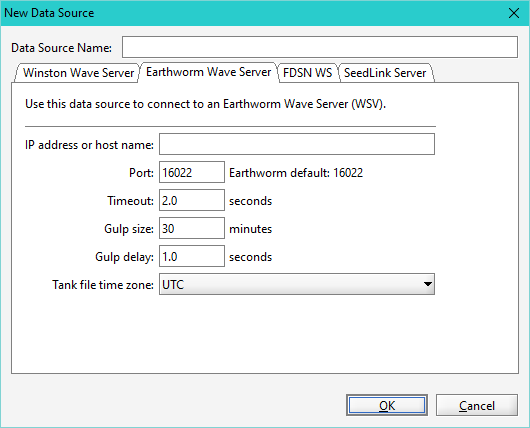 New Data Source
Data Source Name:
Winston Wave Server Earthworm Wave Server FDSN WS SeedLink Server
Use this data source to connect to an Earthworm Wave Server (WSV).
IP address or host name:
Port: 16022 Earthworm default: 16022
Timeout: 2.0 seconds
Gulp size: 30 minutes
Gulp delay: 1.0 seconds
Tank file time zone: UTC
OK Cancel